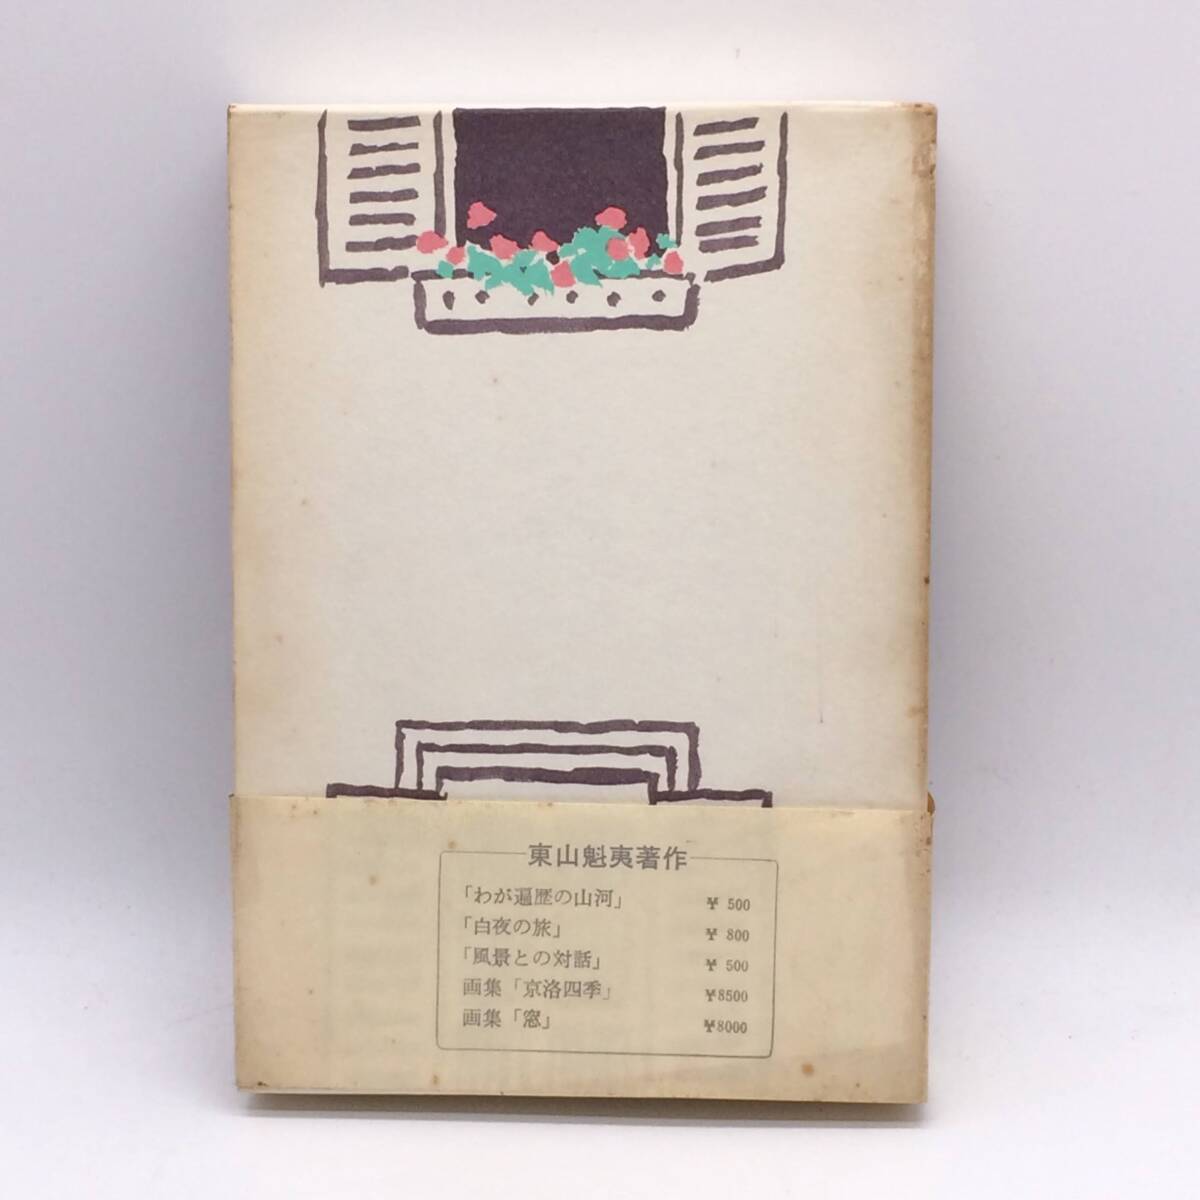 東山魁夷著作
「わが遍歴の山河」 ¥ 500
「白夜の旅」 ¥ 800
「風景との対話」 ¥ 500
画集「京洛四季」 ¥8500
画集「窓」 ¥8000